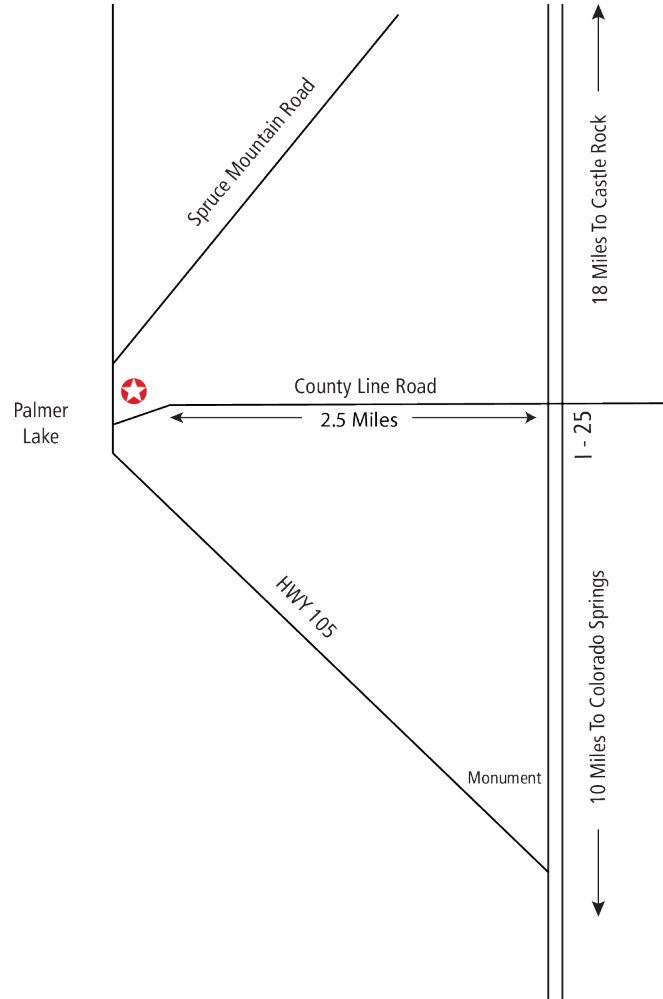 Spruce Mountain Road
18 Miles To Castle Rock
County Line Road
2.5 Miles
Palmer
Lake
I - 25
HWY 105
10 Miles To Colorado Springs
Monument